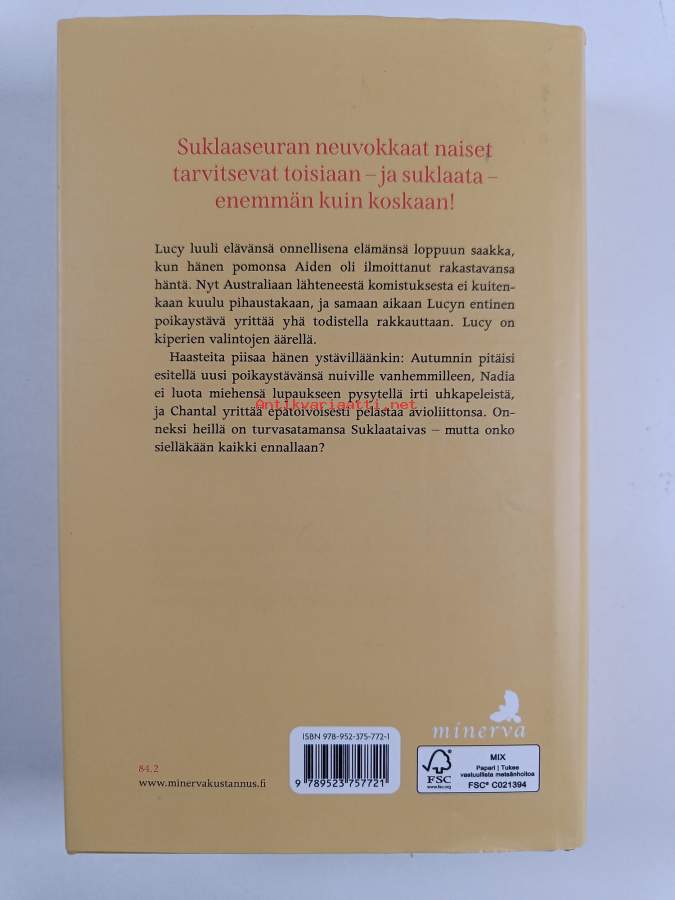 Suklaaseuran neuvokkaat naiset
tarvitsevat toisiaan – ja suklaata –
enemmän kuin koskaan!
Lucy luuli elävänsä onnellisena elämänsä loppuun saakka,
kun hänen pomonsa Aiden oli ilmoittanut rakastavansa
häntä. Nyt Australiaan lähteneestä komistuksesta ei kuiten-
kaan kuulu pihaustakaan, ja samaan aikaan Lucyn entinen
poikaystävä yrittää yhä todistella rakkauttaan. Lucy on
kiperien valintojen äärellä.
Haasteita piisaa hänen ystävilläänkin: Autumnin pitäisi
esitellä uusi poikaystävänsä nuiville vanhemmilleen, Nadia
ei luota miehensä lupaukseen pysytellä irti uhkapeleistä,
Antikvariaatti.net
ja Chantal yrittää epätoivoisesti pelastaa avioliittonsa. On-
neksi heillä on turvasatamansa Suklaataivas – mutta onko
sielläkään kaikki ennallaan?
minerva
ISBN 978-952-375-772-1
9 789523 757721
84.2
www.minervakustannus.fi
FSC
www.fsc.org
MIX
Paperi | Tukee
vastuullista metsänhoitoa
FSC® C021394